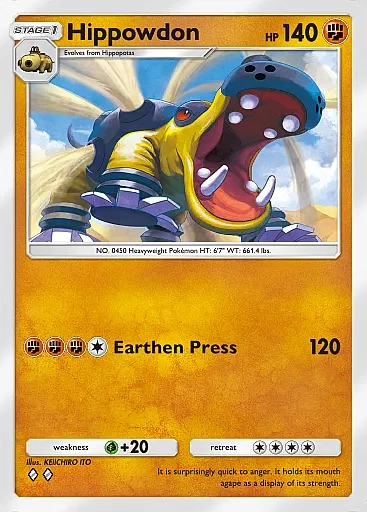 STAGE 1 Hippowdon HP 140
Evolves from Hippopotas
NO. 0450 Heavyweight Pokémon HT: 6'7" WT: 661.4 lbs.
Earthen Press 120
weakness +20 retreat
Illus. KEIICHIRO ITO
It is surprisingly quick to anger. It holds its mouth
agape as a display of its strength.